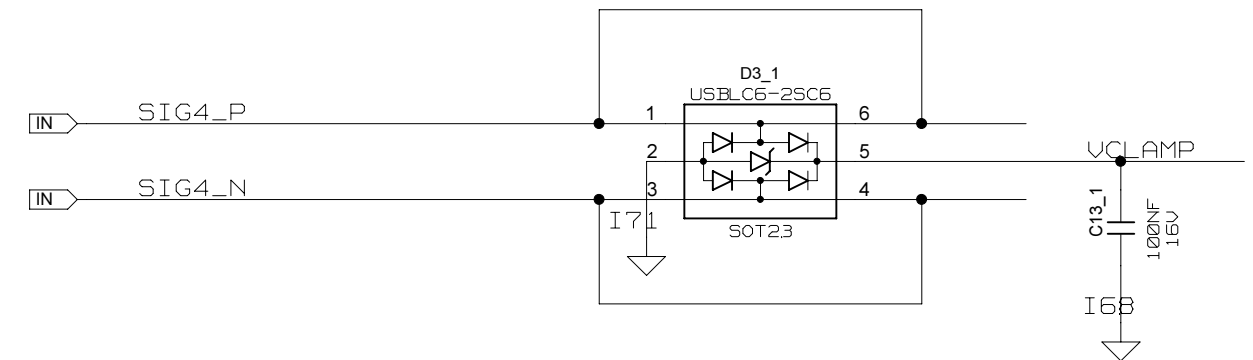 D3_1
USBLC6-2SC6
IN
SIG4_P
1
6
2
5
VCLAMP
IN
SIG4_N
3
4
I71
SOT23
C13_1
100NF
16V
I68